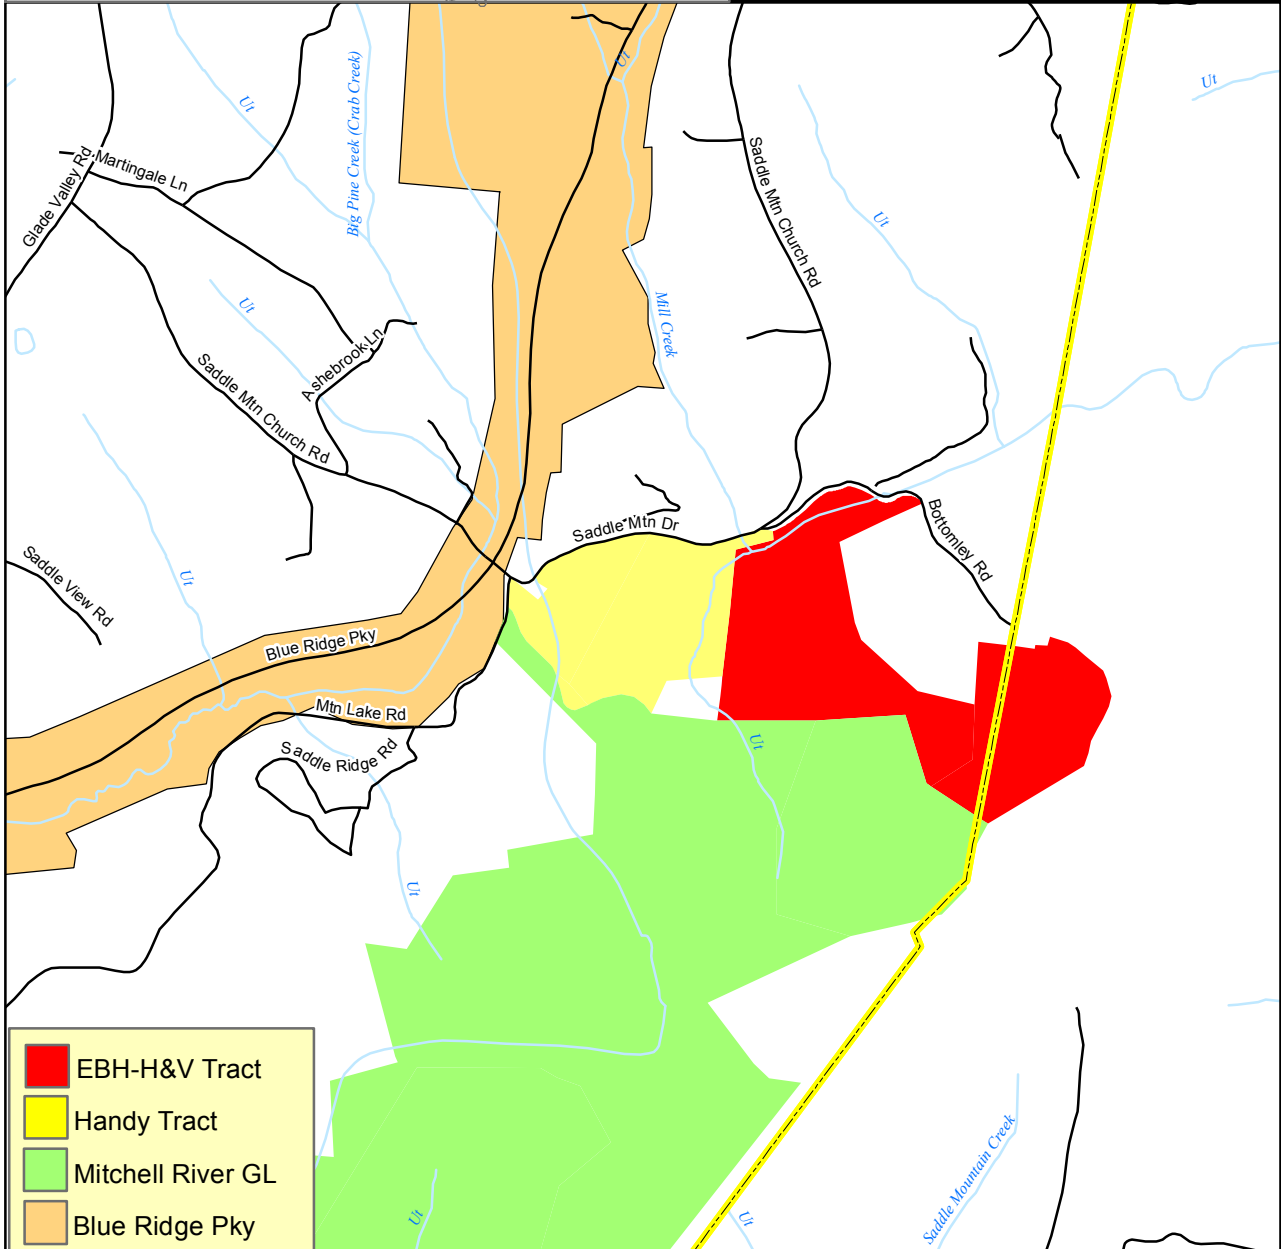 Ut
Ut
Ut
Big Pine Creek (Crab Creek)
Martingale Ln
Glade Valley Rd
Saddle Mtn Church Rd
Ut
Ut
Mill Creek
Ashebrook Ln
Saddle Mtn Church Rd
Saddle Mtn Dr
Bottomley Rd
Saddle View Rd
Ut
Blue Ridge Pky
Mtn Lake Rd
Saddle Ridge Rd
Ut
Ut
Saddle Mountain Creek
Ut
Ut
EBH-H&V Tract
Handy Tract
Mitchell River GL
Blue Ridge Pky